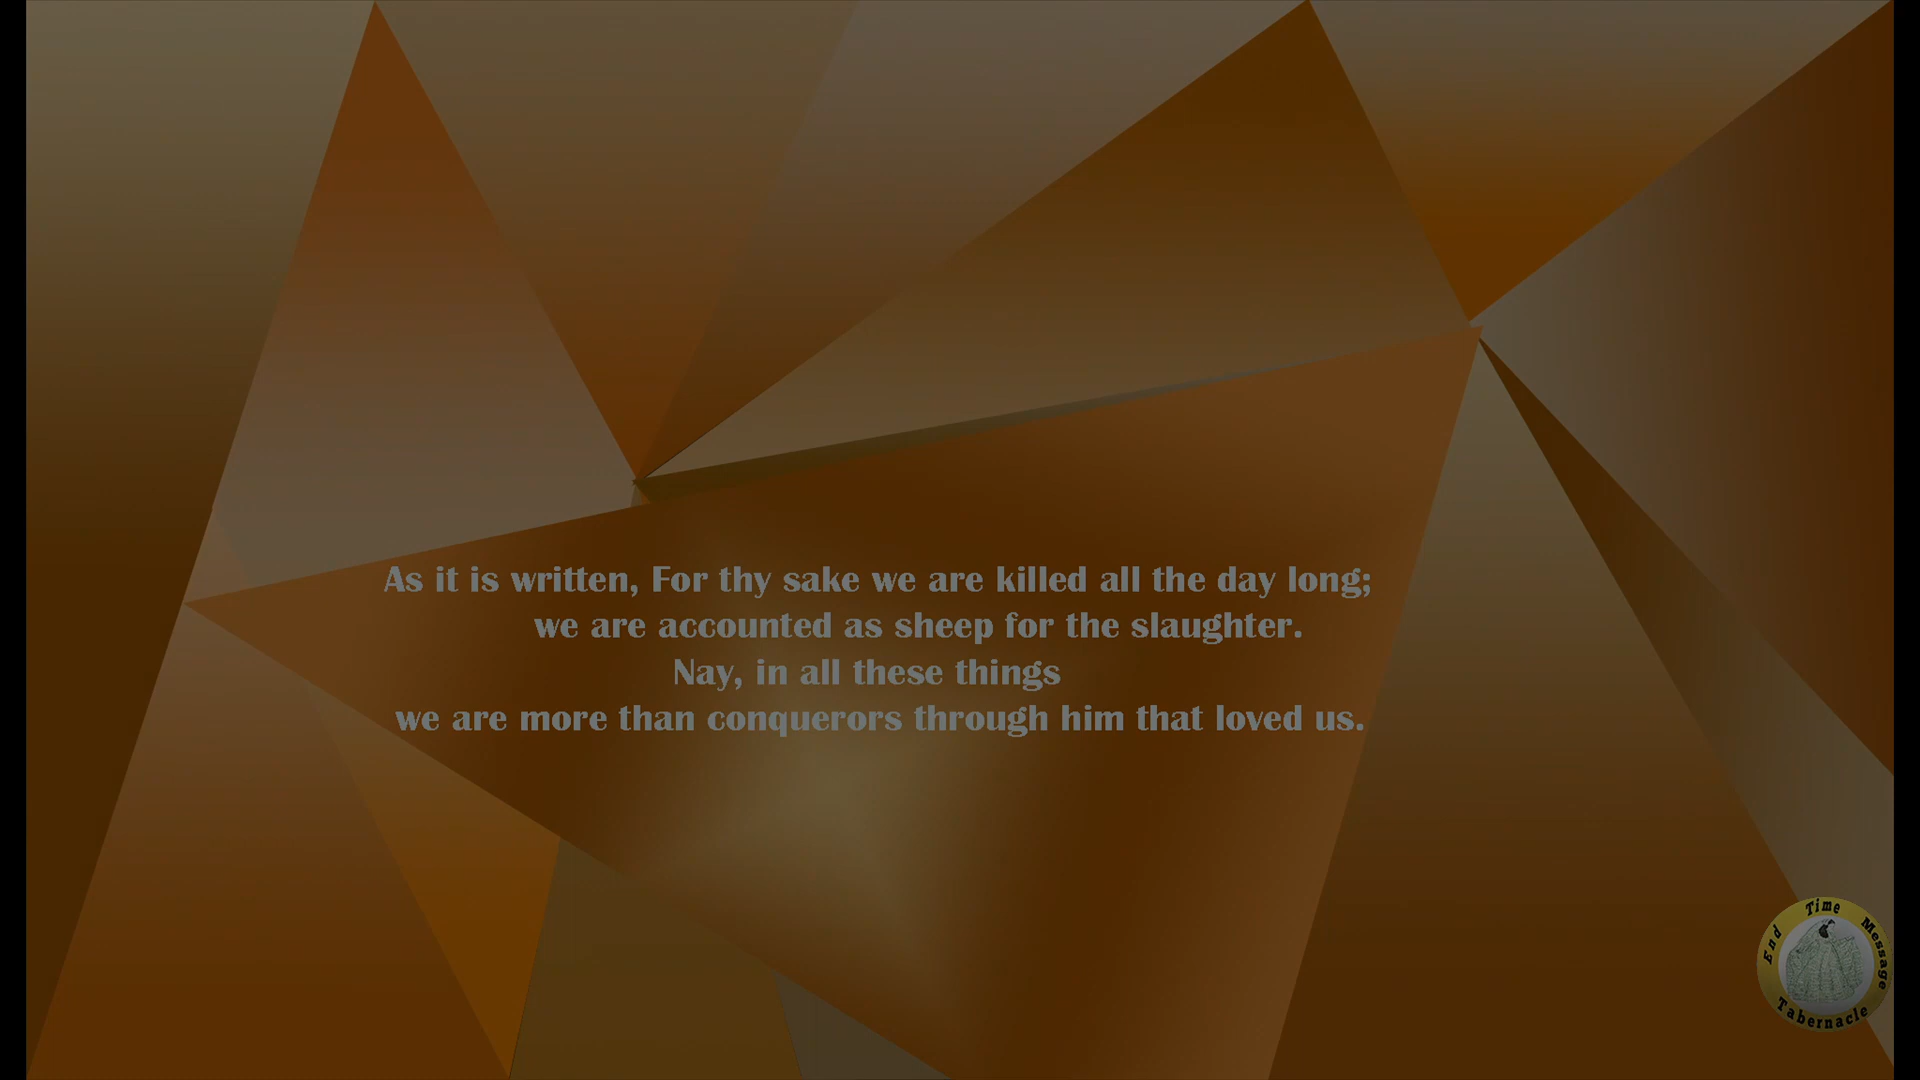 As it is written, For thy sake we are killed all the day long;
we are accounted as sheep for the slaughter.
Nay, in all these things
we are more than conquerors through him that loved us.
End Time Message
Tabernacle